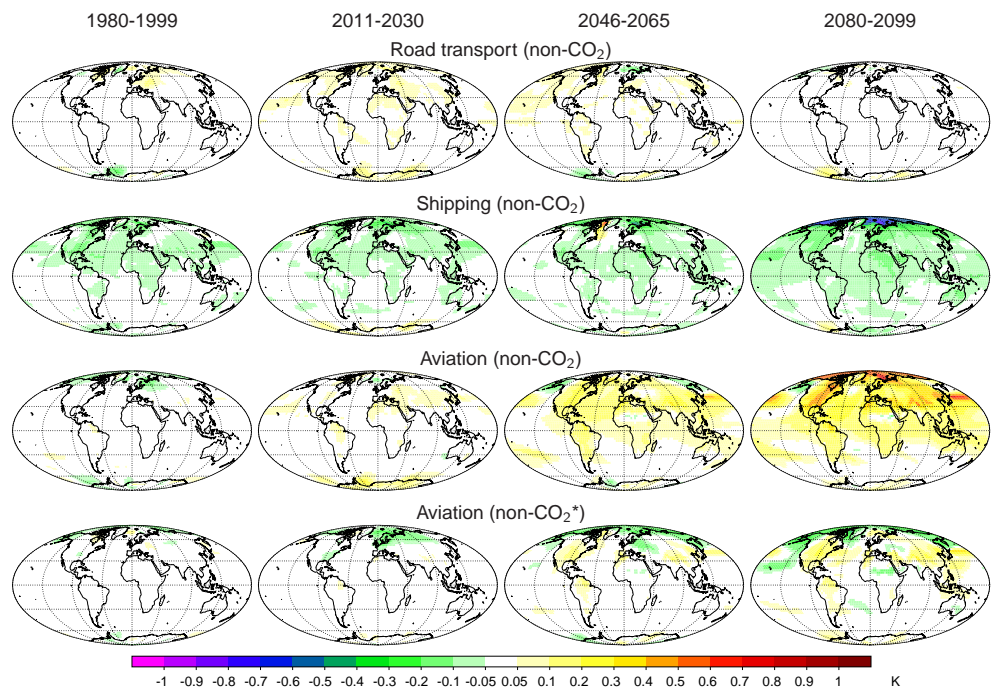 1980-1999 2011-2030 2046-2065 2080-2099
Road transport (non-CO₂)
Shipping (non-CO₂)
Aviation (non-CO₂)
Aviation (non-CO₂*)
-1 -0.9 -0.8 -0.7 -0.6 -0.5 -0.4 -0.3 -0.2 -0.1 -0.05 0.05 0.1 0.2 0.3 0.4 0.5 0.6 0.7 0.8 0.9 1 K